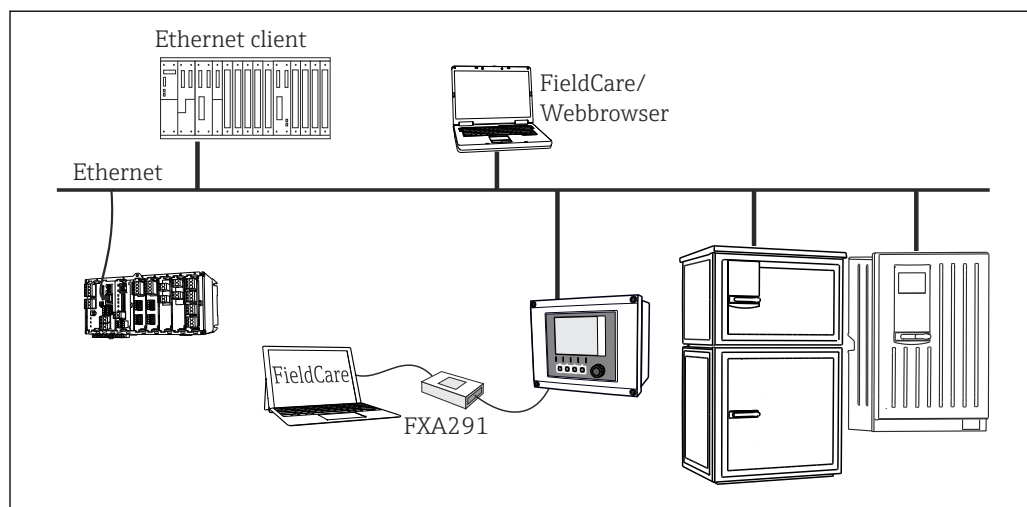 Ethernet client
FieldCare/
Webbrowser
Ethernet
FieldCare
FXA291